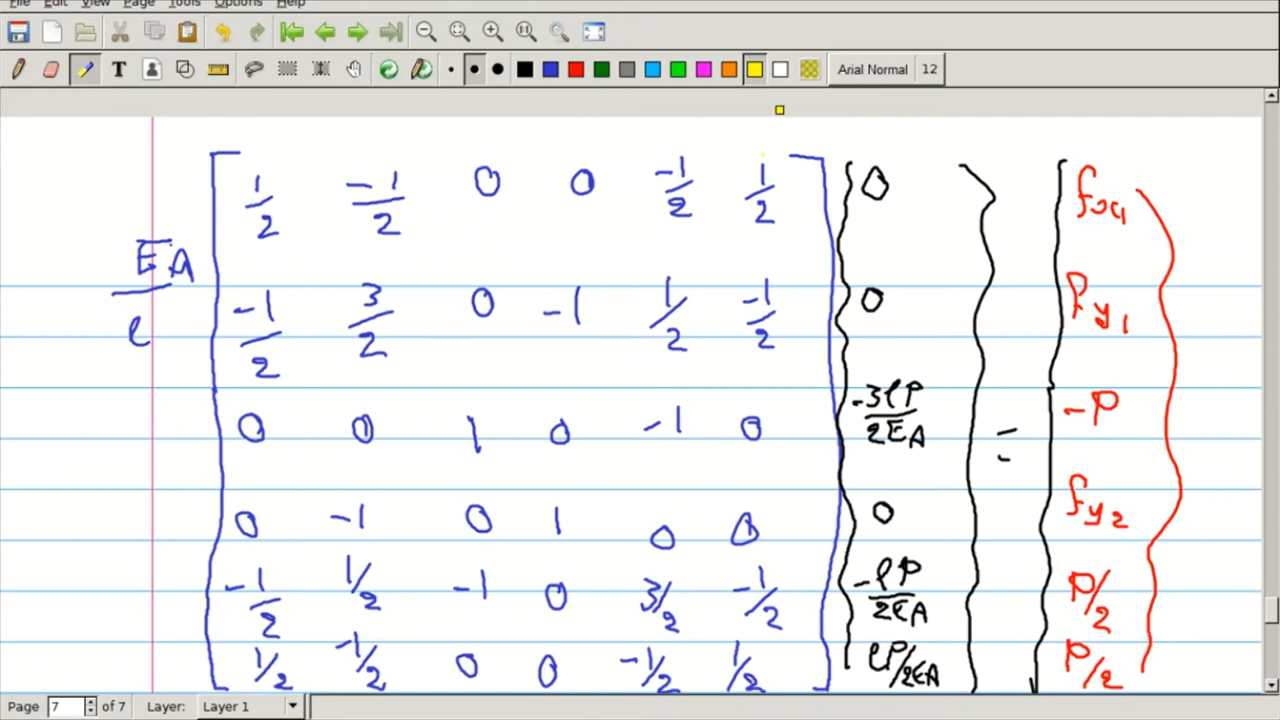 File Edit View Page Tools Options Help
Arial Normal 12
1/2 -1/2 0 0 -1/2 1/2 0 fx1
EA/l
-1/2 3/2 0 -1 1/2 -1/2 0 fy1
0 0 1 0 -1 0 -3lP/2EA = -P
0 -1 0 1 0 0 0 fy2
-1/2 1/2 -1 0 3/2 -1/2 -lP/2EA P/2
1/2 -1/2 0 0 -1/2 1/2 lP/2EA P/2
Page 7 of 7 Layer: Layer 1